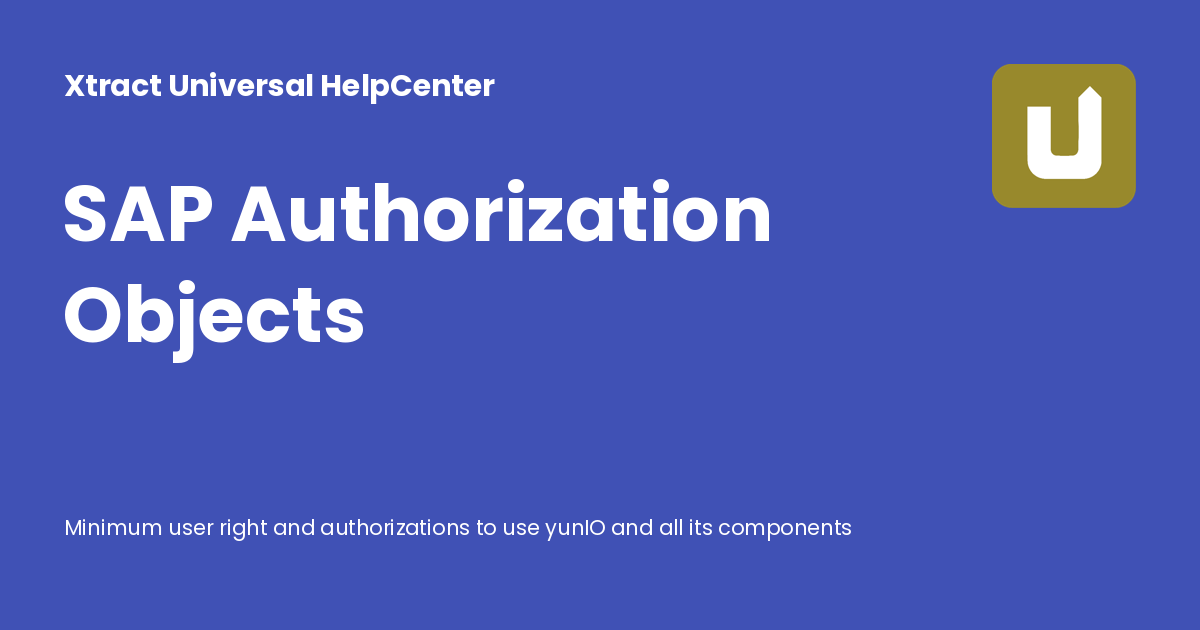 Xtract Universal HelpCenter
SAP Authorization
Objects
Minimum user right and authorizations to use yunIO and all its components